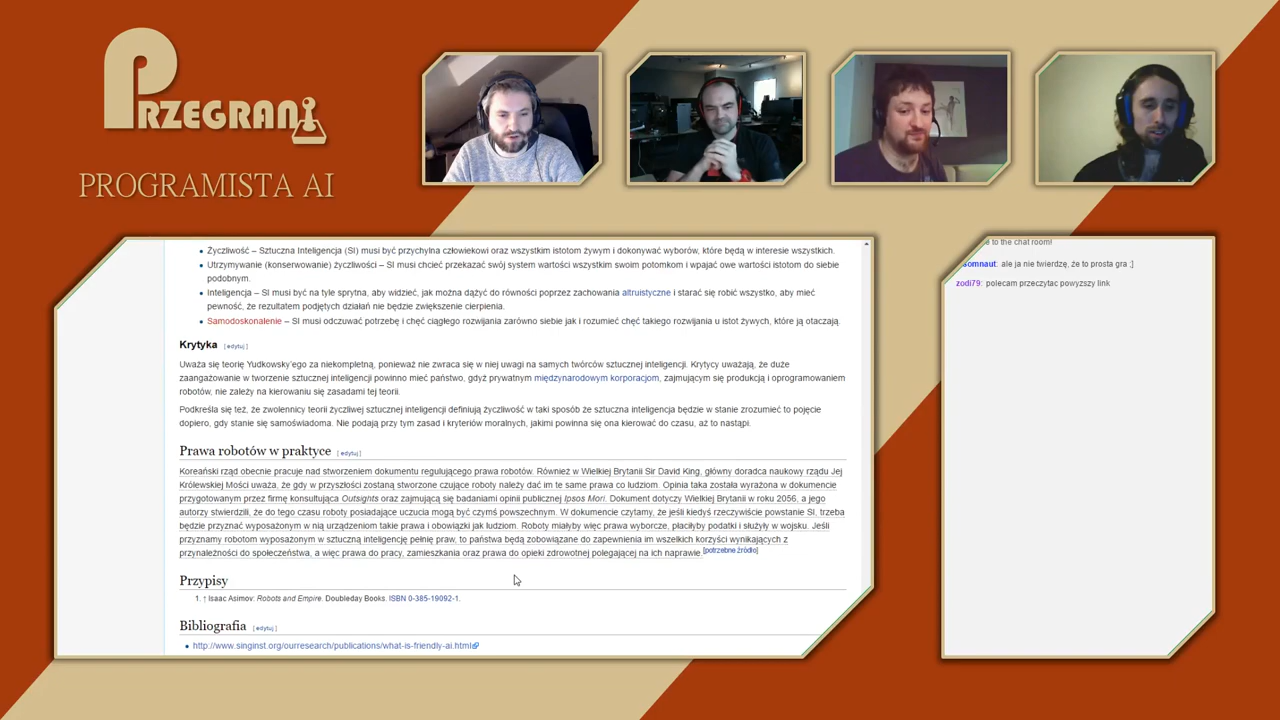 PRZEGRANI
PROGRAMISTA AI
Życzliwość – Sztuczna Inteligencja (SI) musi być przychylna człowiekowi oraz wszystkim istotom żywym i dokonywać wyborów, które będą w interesie wszystkich.
Utrzymywanie (konserwowanie) życzliwości – SI musi chcieć przekazać swój system wartości wszystkim swoim potomkom i wpajać owe wartości istotom do siebie
podobnym.
Inteligencja – SI musi być na tyle sprytna, aby widzieć, jak można dążyć do równości poprzez zachowania altruistyczne i starać się robić wszystko, aby mieć
pewność, że rezultatem podjętych działań nie będzie zwiększenie cierpienia.
Samodoskonalenie – SI musi odczuwać potrzebę i chęć ciągłego rozwijania zarówno siebie jak i rozumieć chęć takiego rozwijania u istot żywych, które ją otaczają.
Krytyka [edytuj]
Uważa się teorię Yudkowsky'ego za niekompletną, ponieważ nie zwraca się w niej uwagi na samych twórców sztucznej inteligencji. Krytycy uważają, że duże
zaangażowanie w tworzenie sztucznej inteligencji powinno mieć państwo, gdyż prywatnym międzynarodowym korporacjom, zajmującym się produkcją i oprogramowaniem
robotów, nie zależy na kierowaniu się zasadami tej teorii.
Podkreśla się też, że zwolennicy teorii życzliwej sztucznej inteligencji definiują życzliwość w taki sposób że sztuczna inteligencja będzie w stanie zrozumieć to pojęcie
dopiero, gdy stanie się samoświadoma. Nie podają przy tym zasad i kryteriów moralnych, jakimi powinna się ona kierować do czasu, aż to nastąpi.
Prawa robotów w praktyce [edytuj]
Koreański rząd obecnie pracuje nad stworzeniem dokumentu regulującego prawa robotów. Również w Wielkiej Brytanii Sir David King, główny doradca naukowy rządu Jej
Królewskiej Mości uważa, że gdy w przyszłości zostaną stworzone czujące roboty należy dać im te same prawa co ludziom. Opinia taka została wyrażona w dokumencie
przygotowanym przez firmę konsultującą Outsights oraz zajmującą się badaniami opinii publicznej Ipsos Mori. Dokument dotyczy Wielkiej Brytanii w roku 2056, a jego
autorzy stwierdzili, że do tego czasu roboty posiadające uczucia mogą być czymś powszechnym. W dokumencie czytamy, że jeśli kiedyś rzeczywiście powstanie SI, trzeba
będzie przyznać wyposażonym w nią urządzeniom takie prawa i obowiązki jak ludziom. Roboty miałyby więc prawa wyborcze, płaciłyby podatki i służyły w wojsku. Jeśli
przyznamy robotom wyposażonym w sztuczną inteligencję pełnię praw, to państwa będą zobowiązane do zapewnienia im wszelkich korzyści wynikających z
przynależności do społeczeństwa, a więc prawa do pracy, zamieszkania oraz prawa do opieki zdrowotnej polegającej na ich naprawie.[potrzebne źródło]
Przypisy
1. ↑ Isaac Asimov: Robots and Empire. Doubleday Books. ISBN 0-385-19092-1.
Bibliografia [edytuj]
http://www.singinst.org/ourresearch/publications/what-is-friendly-ai.html
to the chat room!
ale ja nie twierdzę, że to prosta gra ;]
zodi79: polecam przeczytac powyzszy link